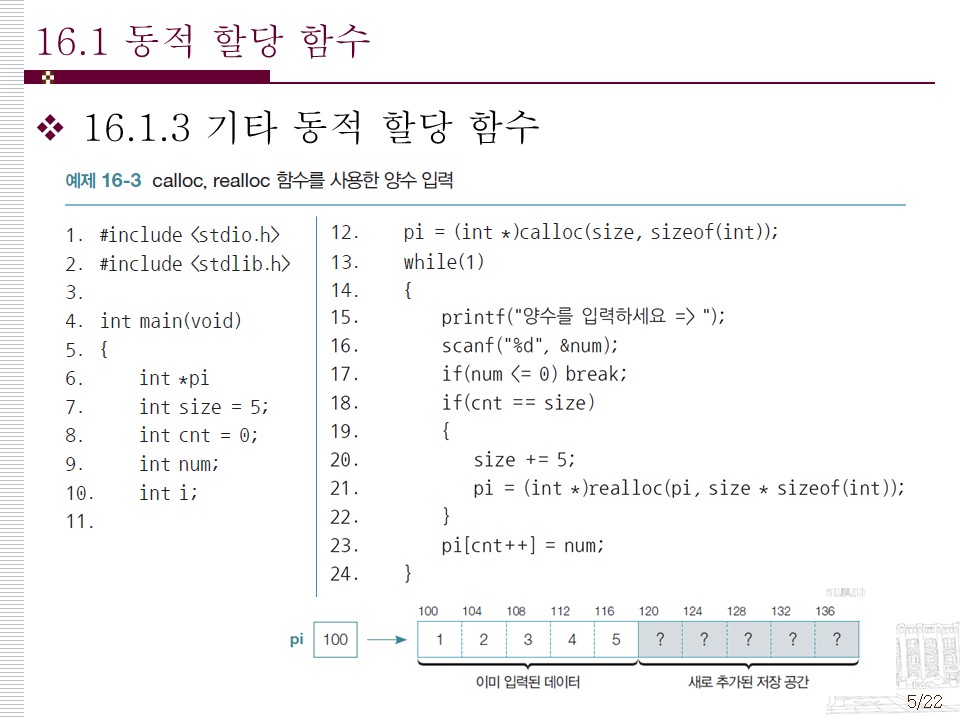 16.1 동적 할당 함수
❖ 16.1.3 기타 동적 할당 함수
예제 16-3 calloc, realloc 함수를 사용한 양수 입력
1. #include <stdio.h>
2. #include <stdlib.h>
3.
4. int main(void)
5. {
6. int *pi
7. int size = 5;
8. int cnt = 0;
9. int num;
10. int i;
11.
12. pi = (int *)calloc(size, sizeof(int));
13. while(1)
14. {
15. printf("양수를 입력하세요 => ");
16. scanf("%d", &num);
17. if(num <= 0) break;
18. if(cnt == size)
19. {
20. size += 5;
21. pi = (int *)realloc(pi, size * sizeof(int));
22. }
23. pi[cnt++] = num;
24. }
100 104 108 112 116 120 124 128 132 136
pi 100 1 2 3 4 5 ? ? ? ? ?
이미 입력된 데이터 새로 추가된 저장 공간
5/22